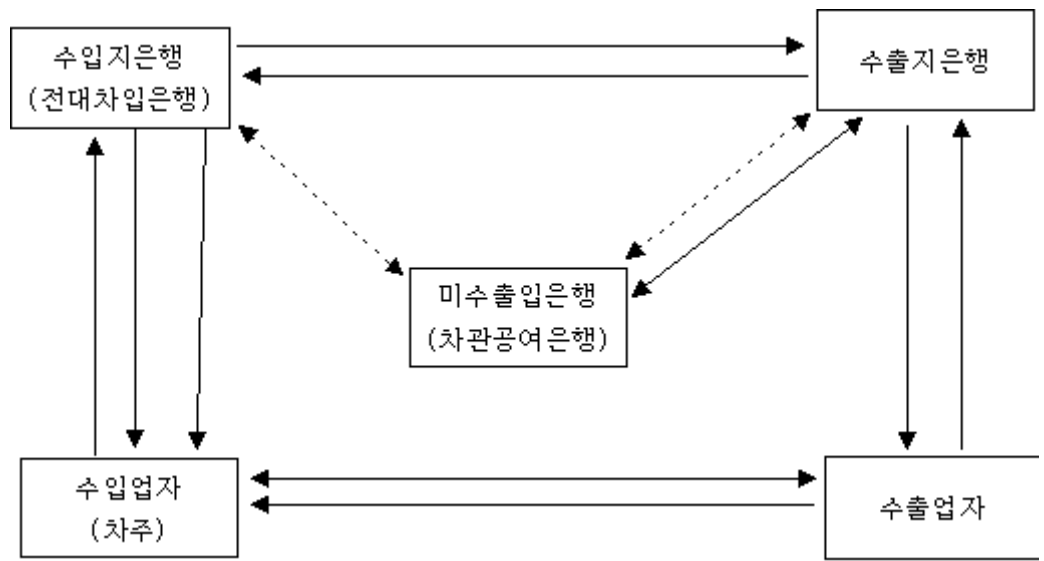 수입지은행
(전대차입은행)
수출지은행
미수출입은행
(차관공여은행)
수입업자
(차주)
수출업자